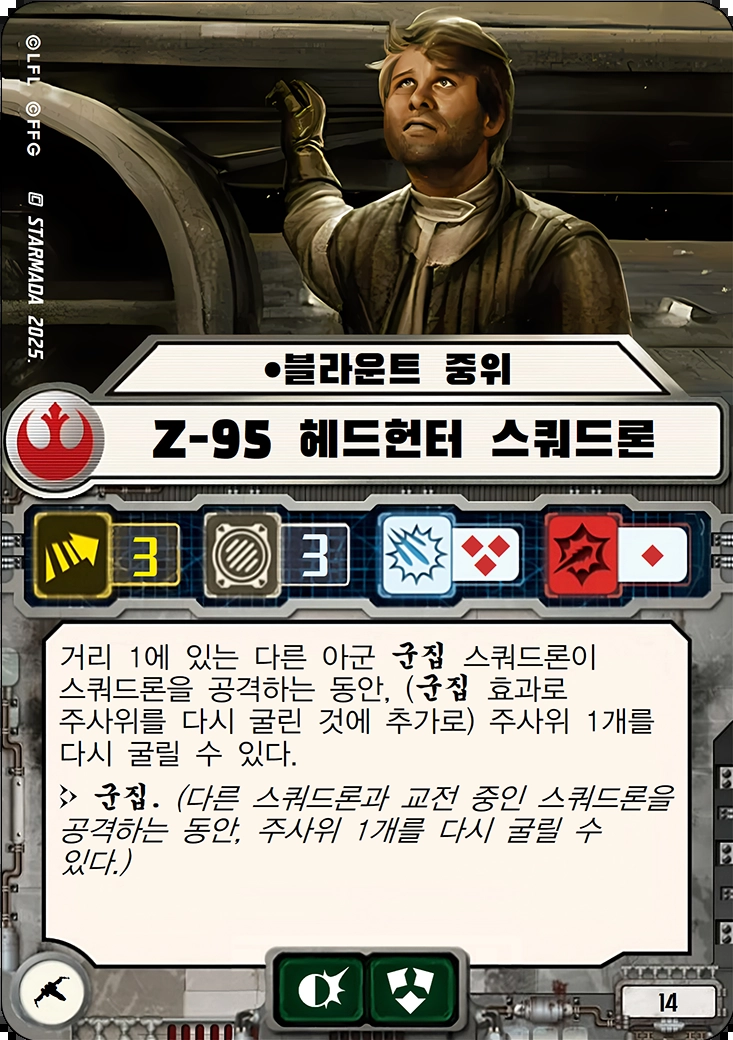 ©LFL ©FFG © STARMADA 2025.
•블라운트 중위
Z-95 헤드헌터 스쿼드론
3 3
거리 1에 있는 다른 아군 군집 스쿼드론이
스쿼드론을 공격하는 동안, (군집 효과로
주사위를 다시 굴린 것에 추가로) 주사위 1개를
다시 굴릴 수 있다.
군집. (다른 스쿼드론과 교전 중인 스쿼드론을
공격하는 동안, 주사위 1개를 다시 굴릴 수
있다.)
14